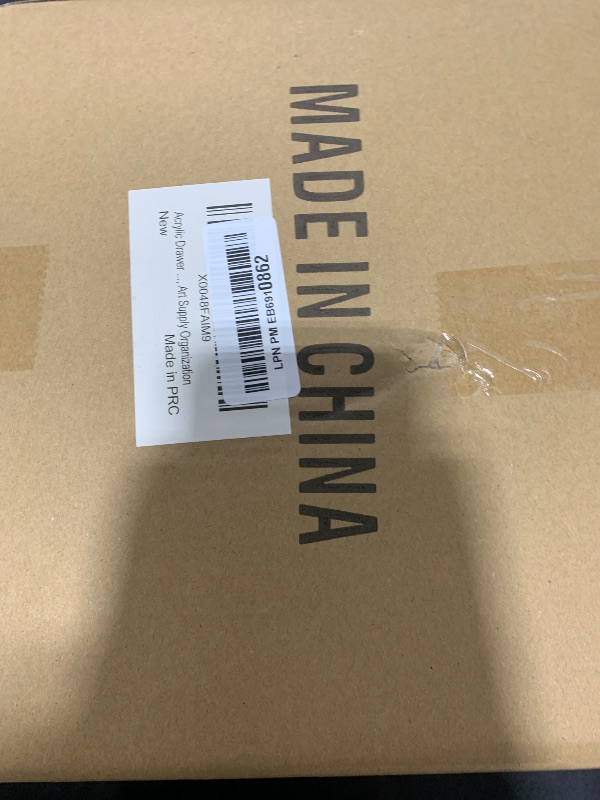 MADE IN CHINA
LPN PM EB6910862
X0048FAIM9
Acrylic Drawer ..., Art Supply Organization
New
Made in PRC